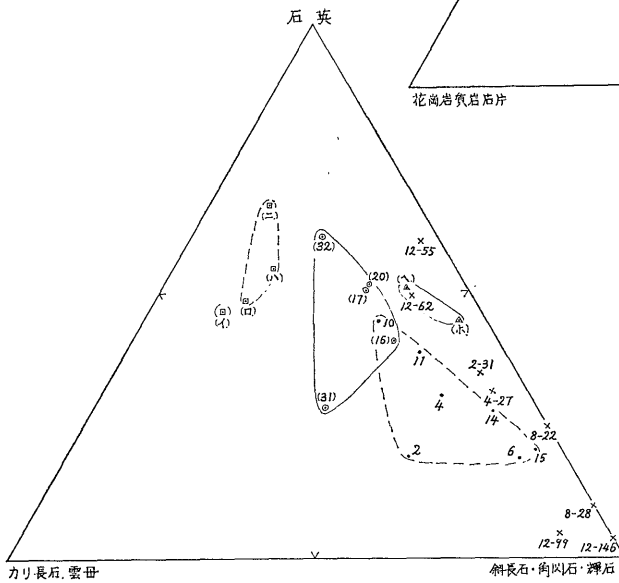 石英
花崗岩質岩石片
(ニ)
(32)
12-55
(ハ)
(20)
(ヘ)
(17)
12-62
(ロ)
(イ)
10
(ホ)
(16)
11
2-31
4-27
4
14
(31)
8-22
2
6
15
8-28
12-99
12-146
カリ長石.雲母
斜長石・角閃石・輝石